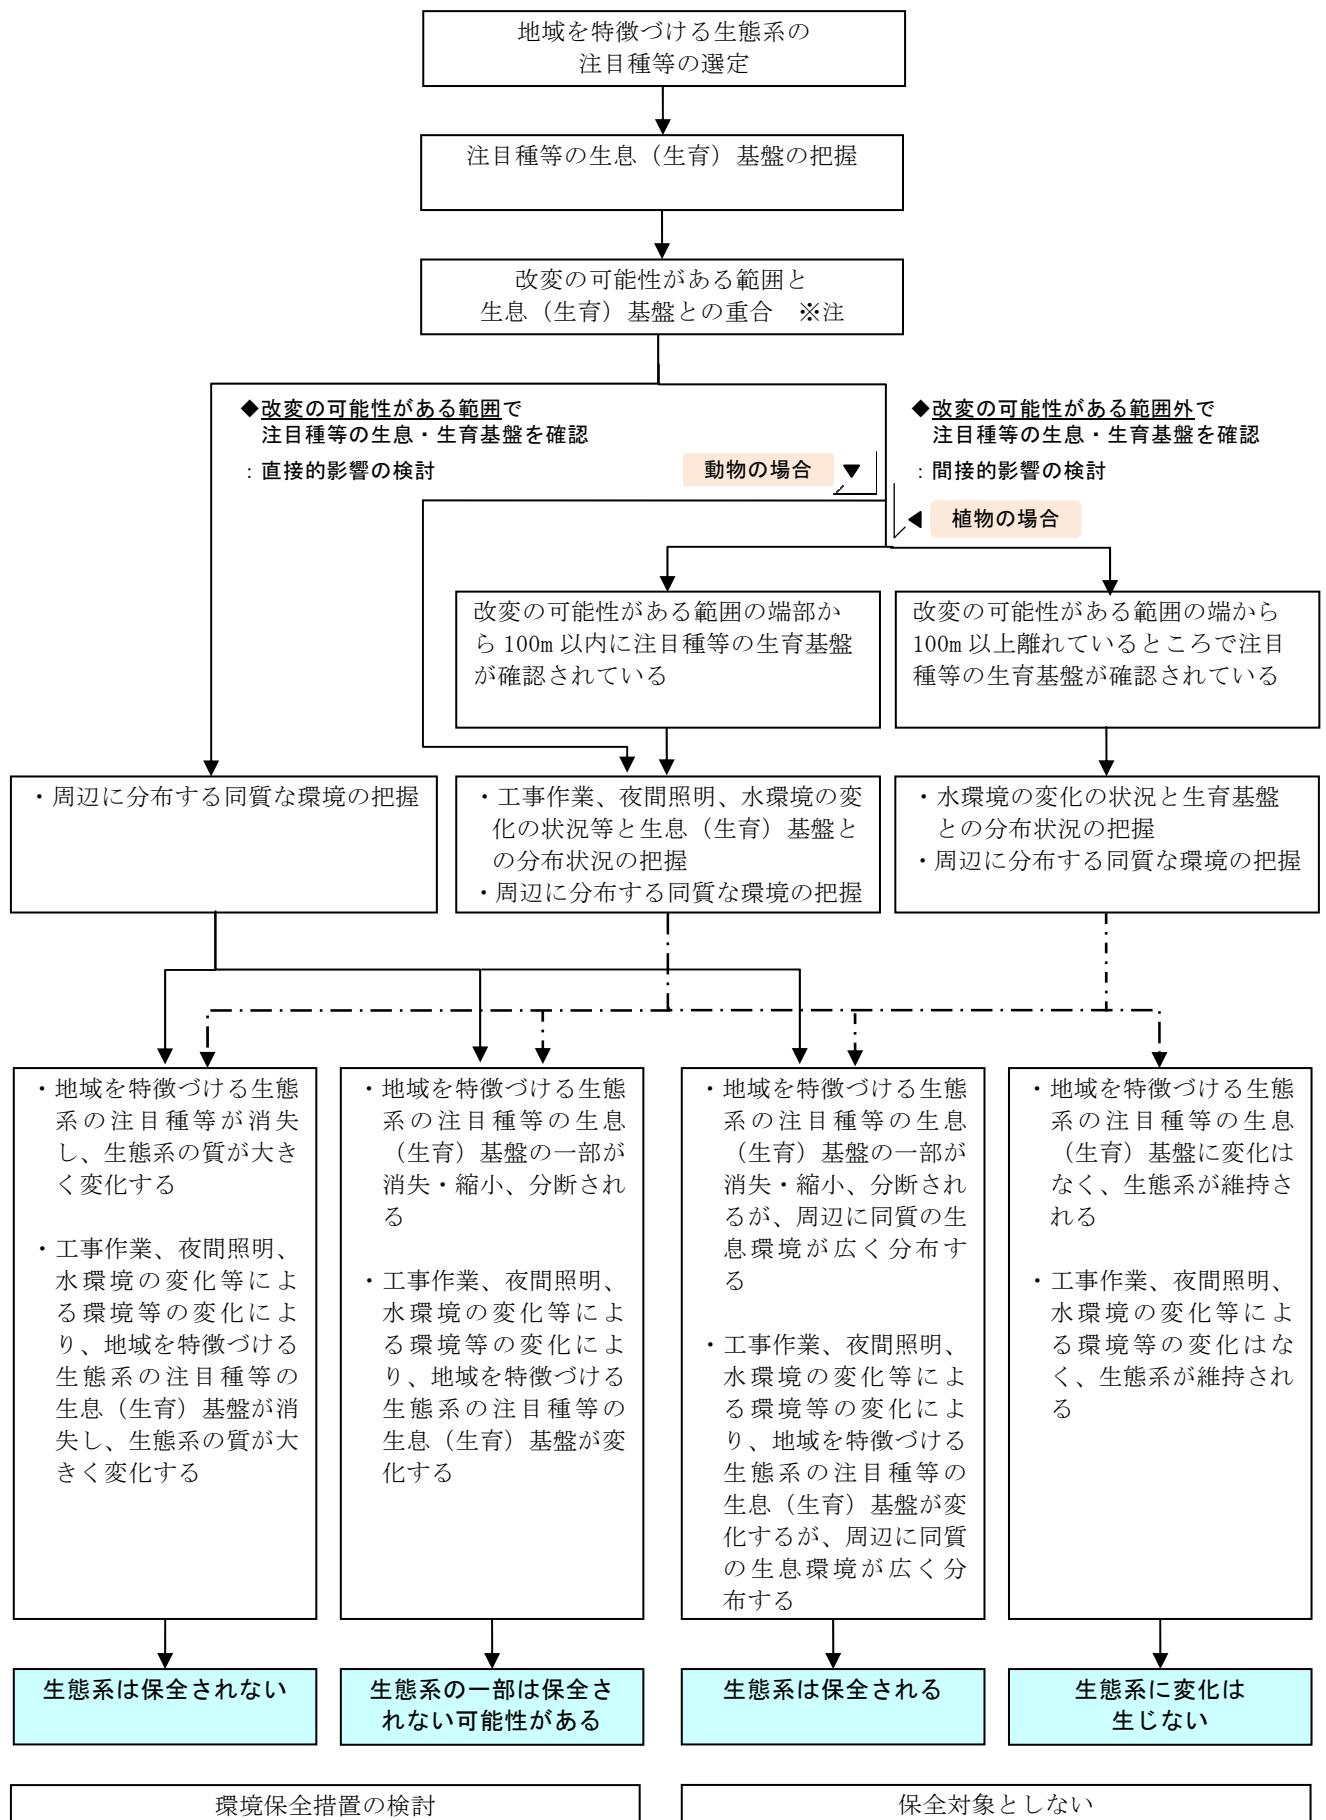 地域を特徴づける生態系の
注目種等の選定
注目種等の生息（生育）基盤の把握
改変の可能性がある範囲と
生息（生育）基盤との重合　※注
◆改変の可能性がある範囲で
注目種等の生息・生育基盤を確認
：直接的影響の検討
動物の場合
◆改変の可能性がある範囲外で
注目種等の生息・生育基盤を確認
：間接的影響の検討
植物の場合
改変の可能性がある範囲の端部か
ら 100m 以内に注目種等の生育基盤
が確認されている
改変の可能性がある範囲の端から
100m 以上離れているところで注目
種等の生育基盤が確認されている
・周辺に分布する同質な環境の把握
・工事作業、夜間照明、水環境の変
化の状況等と生息（生育）基盤と
の分布状況の把握
・周辺に分布する同質な環境の把握
・水環境の変化の状況と生育基盤
との分布状況の把握
・周辺に分布する同質な環境の把握
・地域を特徴づける生態
系の注目種等が消失
し、生態系の質が大き
く変化する
・工事作業、夜間照明、
水環境の変化等によ
る環境等の変化によ
り、地域を特徴づける
生態系の注目種等の
生息（生育）基盤が消
失し、生態系の質が大
きく変化する
・地域を特徴づける生態
系の注目種等の生息
（生育）基盤の一部が
消失・縮小、分断され
る
・工事作業、夜間照明、
水環境の変化等によ
る環境等の変化によ
り、地域を特徴づける
生態系の注目種等の
生息（生育）基盤が変
化する
・地域を特徴づける生態
系の注目種等の生息
（生育）基盤の一部が
消失・縮小、分断され
るが、周辺に同質の生
息環境が広く分布す
る
・工事作業、夜間照明、
水環境の変化等によ
る環境等の変化によ
り、地域を特徴づける
生態系の注目種等の
生息（生育）基盤が変
化するが、周辺に同質
の生息環境が広く分
布する
・地域を特徴づける生態
系の注目種等の生息
（生育）基盤に変化は
なく、生態系が維持さ
れる
・工事作業、夜間照明、
水環境の変化等によ
る環境等の変化はな
く、生態系が維持され
る
生態系は保全されない
生態系の一部は保全さ
れない可能性がある
生態系は保全される
生態系に変化は
生じない
環境保全措置の検討
保全対象としない